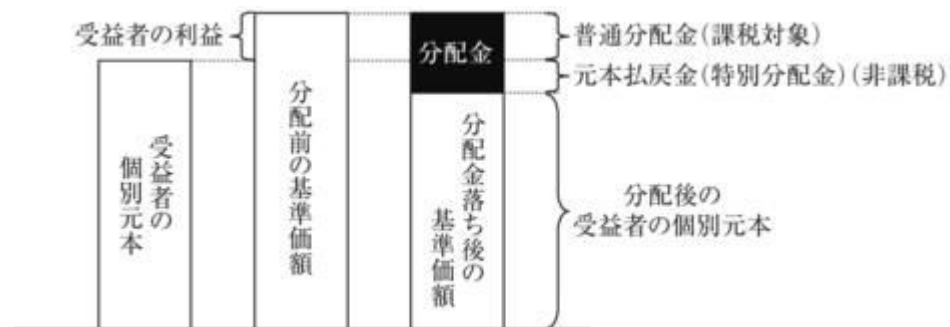 受益者の利益
分配金
普通分配金(課税対象)
元本払戻金(特別分配金)(非課税)
受益者の
個別元本
分配前の基準価額
分配金落ち後の
基準価額
分配後の
受益者の個別元本